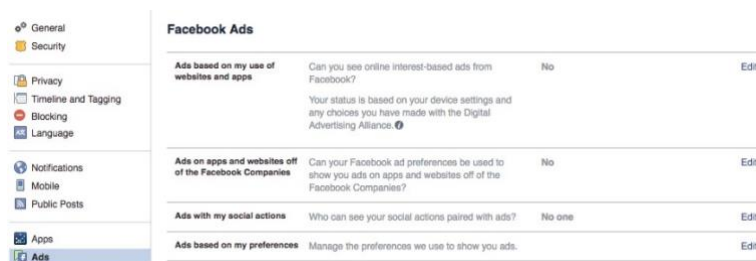 General
Security
Privacy
Timeline and Tagging
Blocking
Language
Notifications
Mobile
Public Posts
Apps
Ads
Facebook Ads
Ads based on my use of
websites and apps
Can you see online interest-based ads from
Facebook?
Your status is based on your device settings and
any choices you have made with the Digital
Advertising Alliance.
No
Edit
Ads on apps and websites off
of the Facebook Companies
Can your Facebook ad preferences be used to
show you ads on apps and websites off of the
Facebook Companies?
No
Edit
Ads with my social actions
Who can see your social actions paired with ads?
No one
Edit
Ads based on my preferences
Manage the preferences we use to show you ads.
Edit